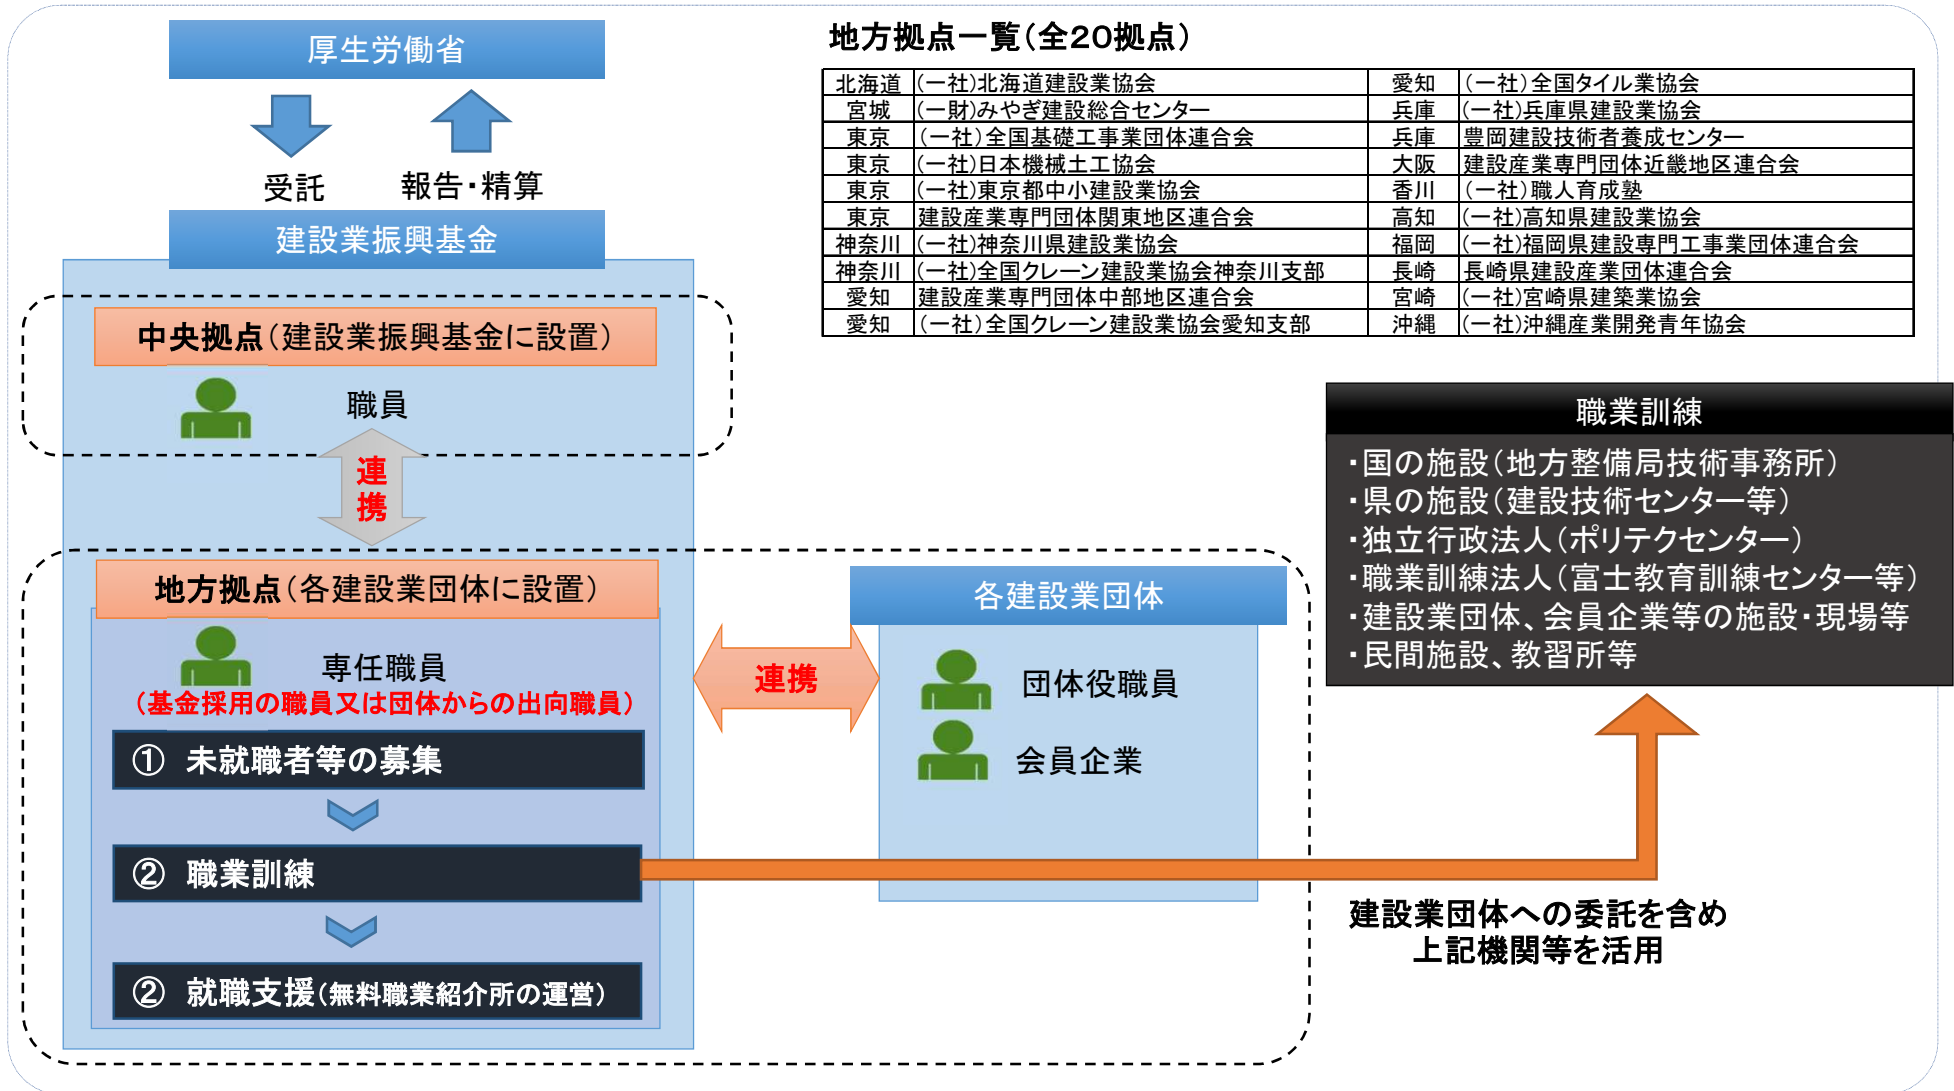 厚生労働省
受託
報告・精算
建設業振興基金
中央拠点（建設業振興基金に設置）
職員
連
携
地方拠点（各建設業団体に設置）
専任職員
（基金採用の職員又は団体からの出向職員）
① 未就職者等の募集
② 職業訓練
② 就職支援（無料職業紹介所の運営）
連携
各建設業団体
団体役職員
会員企業
地方拠点一覧（全２０拠点）
北海道 (一社)北海道建設業協会 愛知 (一社)全国タイル業協会
宮城 (一財)みやぎ建設総合センター 兵庫 (一社)兵庫県建設業協会
東京 (一社)全国基礎工事業団体連合会 兵庫 豊岡建設技術者養成センター
東京 (一社)日本機械土工協会 大阪 建設産業専門団体近畿地区連合会
東京 (一社)東京都中小建設業協会 香川 (一社)職人育成塾
東京 建設産業専門団体関東地区連合会 高知 (一社)高知県建設業協会
神奈川 (一社)神奈川県建設業協会 福岡 (一社)福岡県建設専門工事業団体連合会
神奈川 (一社)全国クレーン建設業協会神奈川支部 長崎 長崎県建設産業団体連合会
愛知 建設産業専門団体中部地区連合会 宮崎 (一社)宮崎県建築業協会
愛知 (一社)全国クレーン建設業協会愛知支部 沖縄 (一社)沖縄産業開発青年協会
職業訓練
・国の施設（地方整備局技術事務所）
・県の施設（建設技術センター等）
・独立行政法人（ポリテクセンター）
・職業訓練法人（富士教育訓練センター等）
・建設業団体、会員企業等の施設・現場等
・民間施設、教習所等
建設業団体への委託を含め
上記機関等を活用